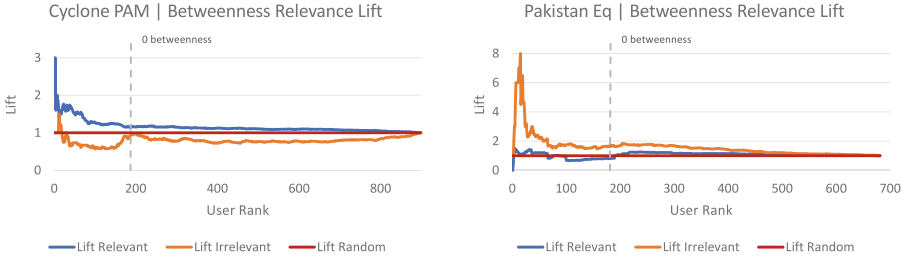 Cyclone PAM | Betweenness Relevance Lift
0 betweenness
Lift
3
2
1
0
0 200 400 600 800
User Rank
Lift Relevant Lift Irrelevant Lift Random
Pakistan Eq | Betweenness Relevance Lift
0 betweenness
Lift
8
6
4
2
0
0 100 200 300 400 500 600 700
User Rank
Lift Relevant Lift Irrelevant Lift Random